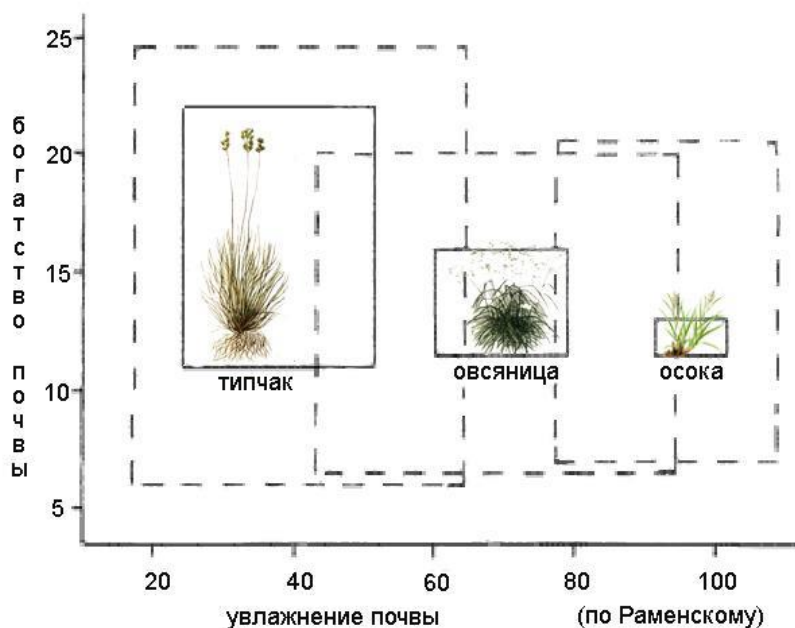 богатство почвы
25
20
15
10
5
типчак
овсяница
осока
20 40 60 80 100
увлажнение почвы (по Раменскому)